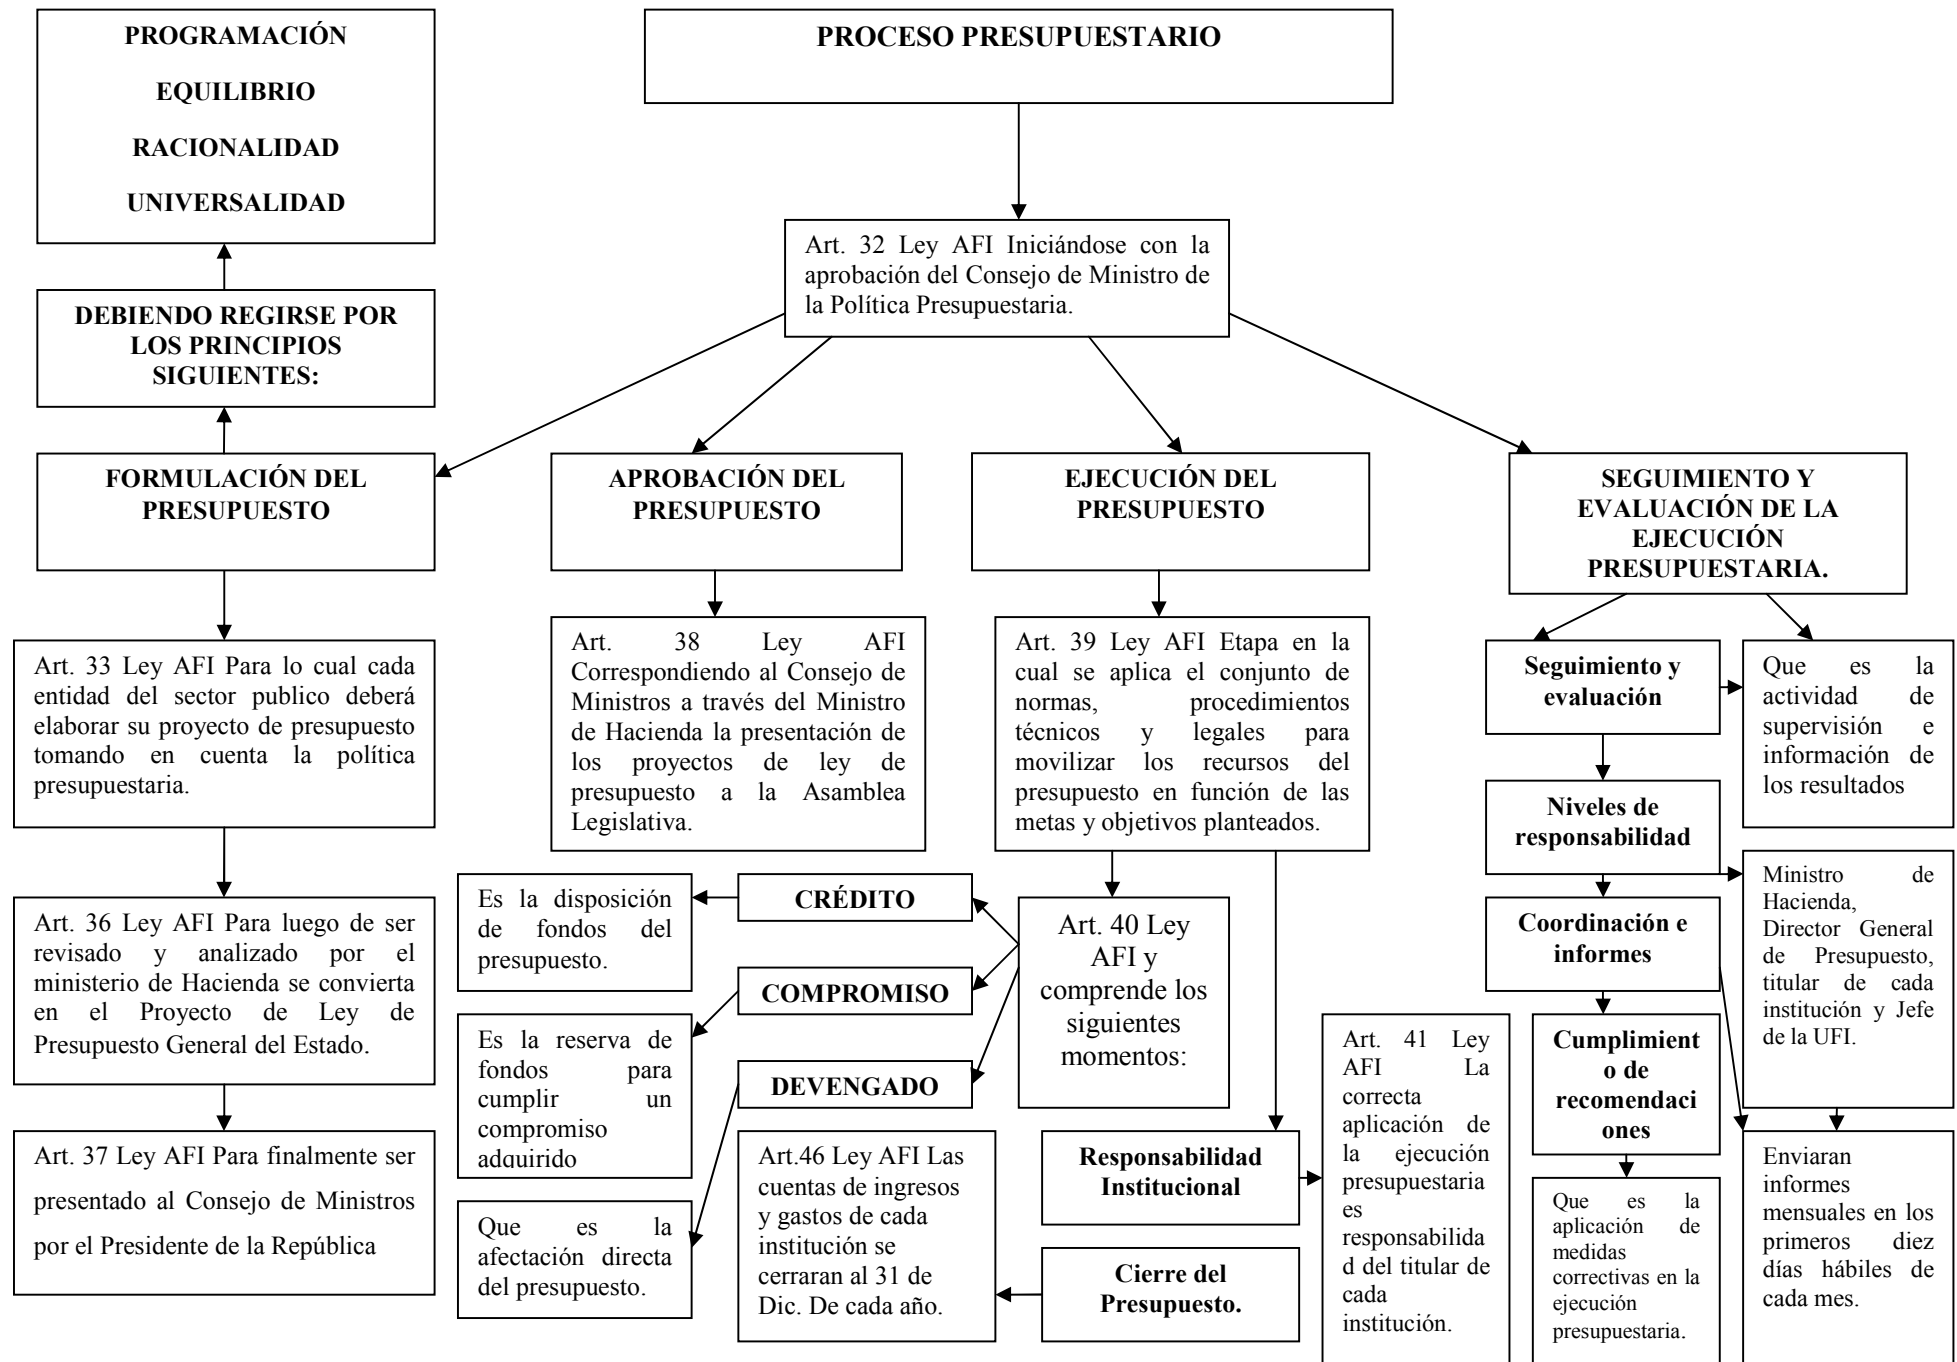 PROGRAMACIÓN
EQUILIBRIO
RACIONALIDAD
UNIVERSALIDAD
PROCESO PRESUPUESTARIO
Art. 32 Ley AFI Iniciándose con la
aprobación del Consejo de Ministro de
la Política Presupuestaria.
DEBIENDO REGIRSE POR
LOS PRINCIPIOS
SIGUIENTES:
FORMULACIÓN DEL
PRESUPUESTO
APROBACIÓN DEL
PRESUPUESTO
EJECUCIÓN DEL
PRESUPUESTO
SEGUIMIENTO Y
EVALUACIÓN DE LA
EJECUCIÓN
PRESUPUESTARIA.
Art. 33 Ley AFI Para lo cual cada
entidad del sector publico deberá
elaborar su proyecto de presupuesto
tomando en cuenta la política
presupuestaria.
Art. 38 Ley AFI
Correspondiendo al Consejo de
Ministros a través del Ministro
de Hacienda la presentación de
los proyectos de ley de
presupuesto a la Asamblea
Legislativa.
Art. 39 Ley AFI Etapa en la
cual se aplica el conjunto de
normas, procedimientos
técnicos y legales para
movilizar los recursos del
presupuesto en función de las
metas y objetivos planteados.
Seguimiento y
evaluación
Que es la
actividad de
supervisión e
información de
los resultados
Niveles de
responsabilidad
Ministro de
Hacienda,
Director General
de Presupuesto,
titular de cada
institución y Jefe
de la UFI.
Art. 36 Ley AFI Para luego de ser
revisado y analizado por el
ministerio de Hacienda se convierta
en el Proyecto de Ley de
Presupuesto General del Estado.
Es la disposición
de fondos del
presupuesto.
CRÉDITO
COMPROMISO
DEVENGADO
Art. 40 Ley
AFI y
comprende los
siguientes
momentos:
Coordinación e
informes
Es la reserva de
fondos para
cumplir un
compromiso
adquirido
Art. 41 Ley
AFI La
correcta
aplicación de
la ejecución
presupuestaria
es
responsabilida
d del titular de
cada
institución.
Cumplimient
o de
recomendaci
ones
Art. 37 Ley AFI Para finalmente ser
presentado al Consejo de Ministros
por el Presidente de la República
Que es la
afectación directa
del presupuesto.
Art.46 Ley AFI Las
cuentas de ingresos
y gastos de cada
institución se
cerraran al 31 de
Dic. De cada año.
Responsabilidad
Institucional
Cierre del
Presupuesto.
Que es la
aplicación de
medidas
correctivas en la
ejecución
presupuestaria.
Enviaran
informes
mensuales en los
primeros diez
días hábiles de
cada mes.